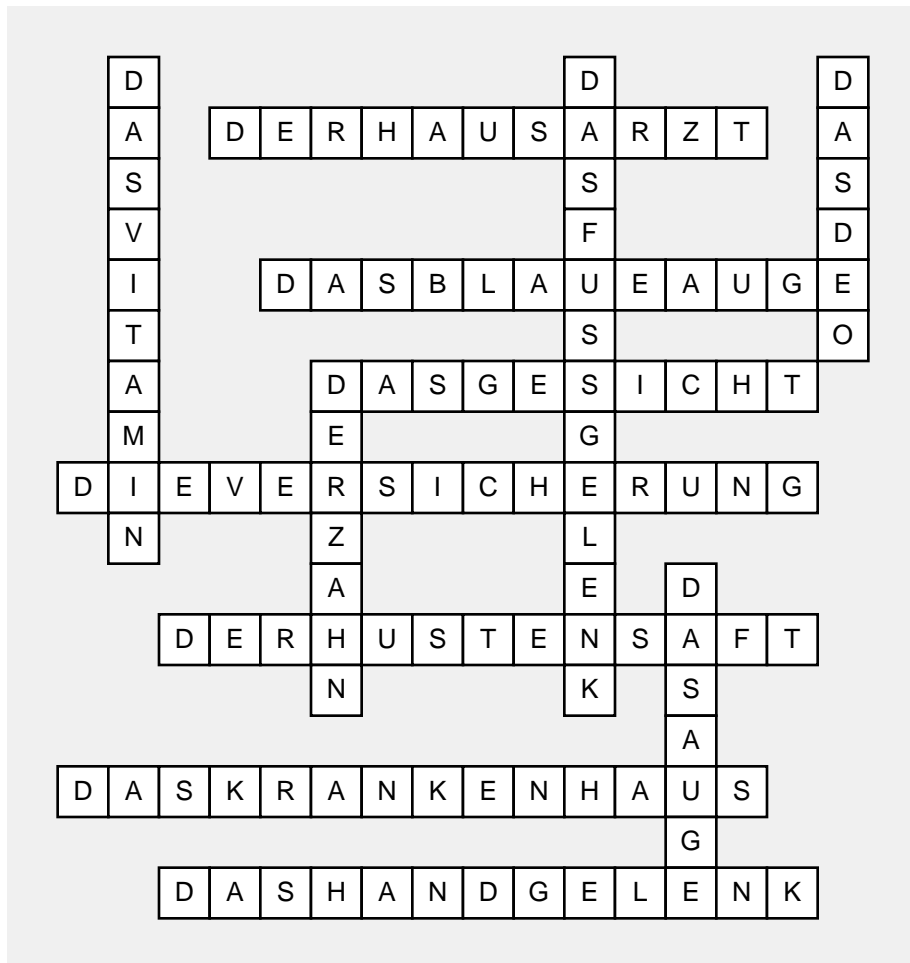 DASVITAMIN
DASFUSSGELENK
DASDEO
DERHAUSARZT
DASBLAUEAUGE
DASGESICHT
DERZAHN
DIEVERSICHERUNG
DASAUGE
DERHUSTENSAFT
DASKRANKENHAUS
DASHANDGELENK